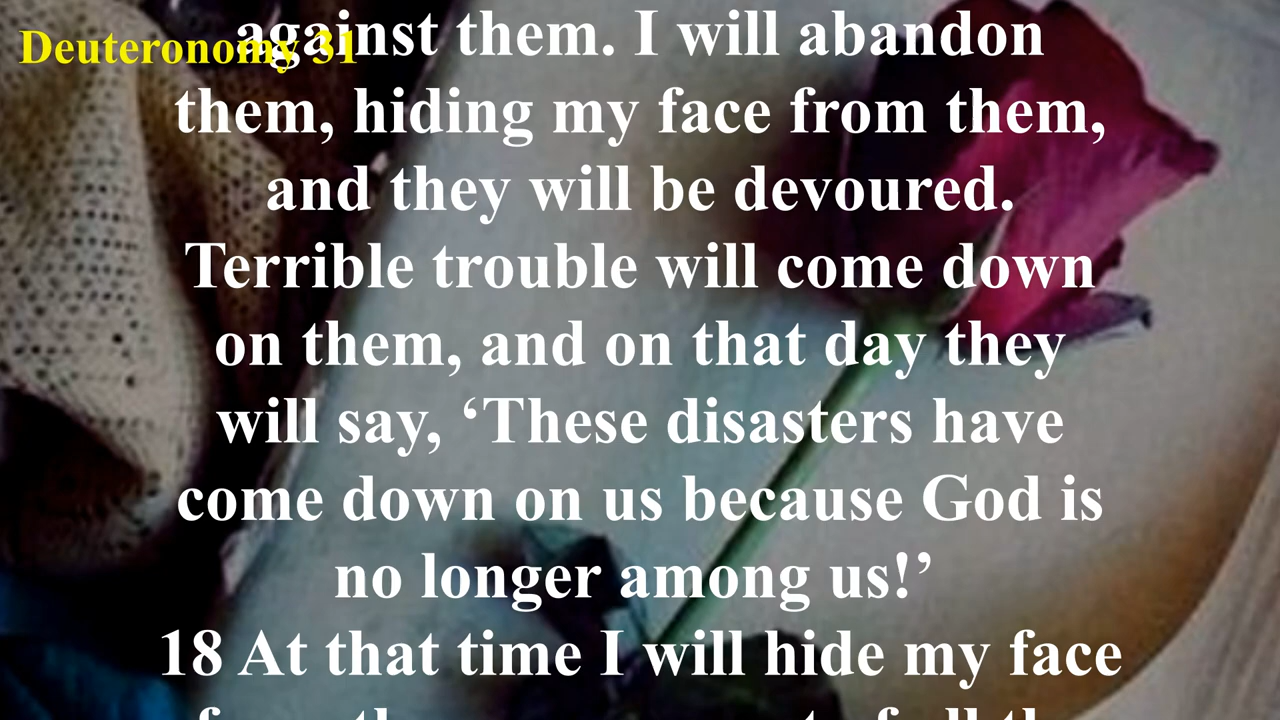 Deuteronomy 31
against them. I will abandon
them, hiding my face from them,
and they will be devoured.
Terrible trouble will come down
on them, and on that day they
will say, ‘These disasters have
come down on us because God is
no longer among us!’
18 At that time I will hide my face